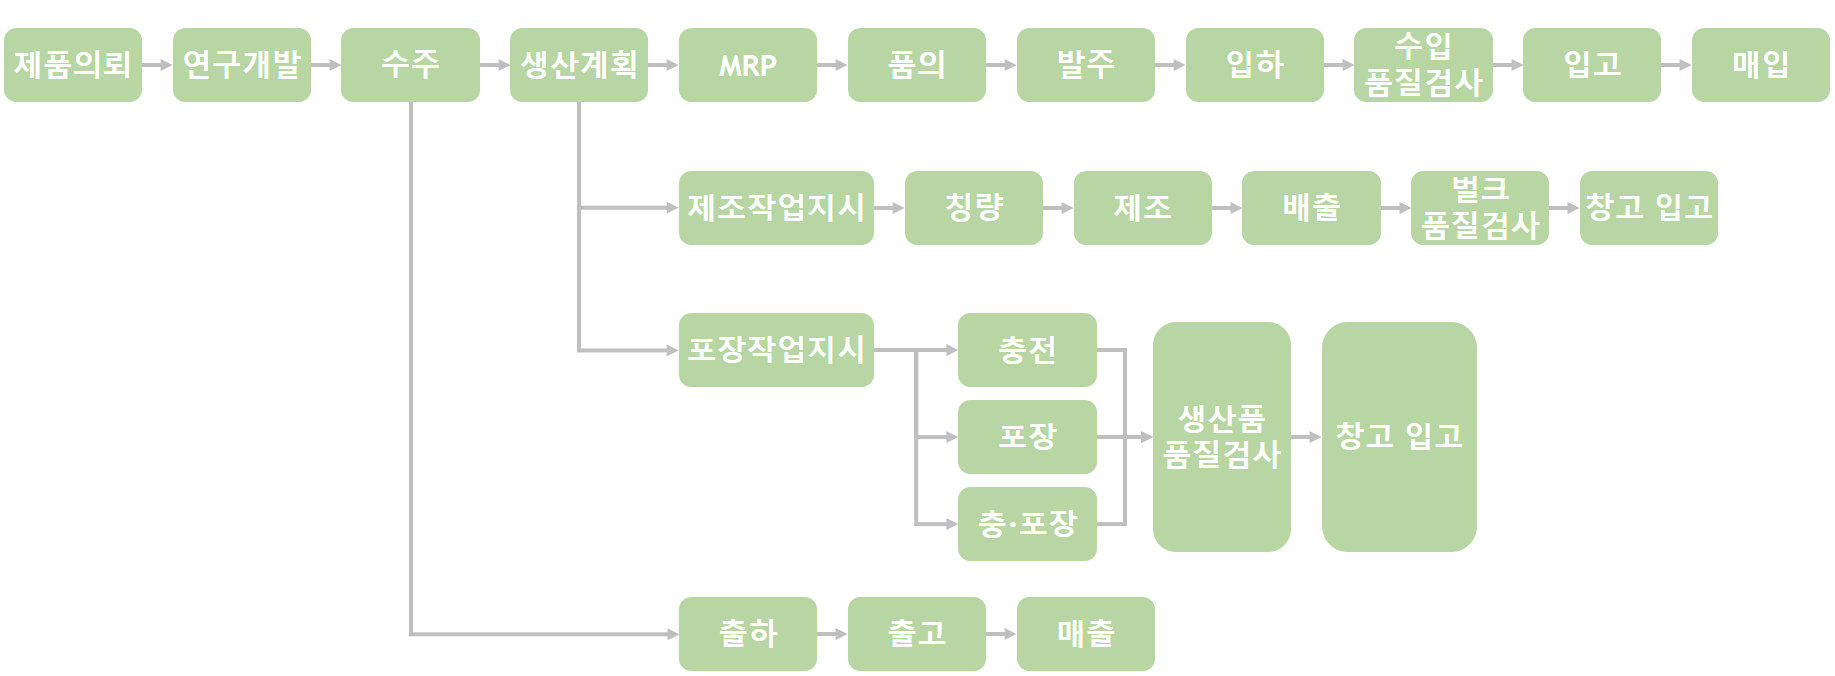 제품의뢰
연구개발
수주
생산계획
MRP
품의
발주
입하
수입
품질검사
입고
매입
제조작업지시
칭량
제조
배출
벌크
품질검사
창고 입고
포장작업지시
충전
포장
충·포장
생산품
품질검사
창고 입고
출하
출고
매출